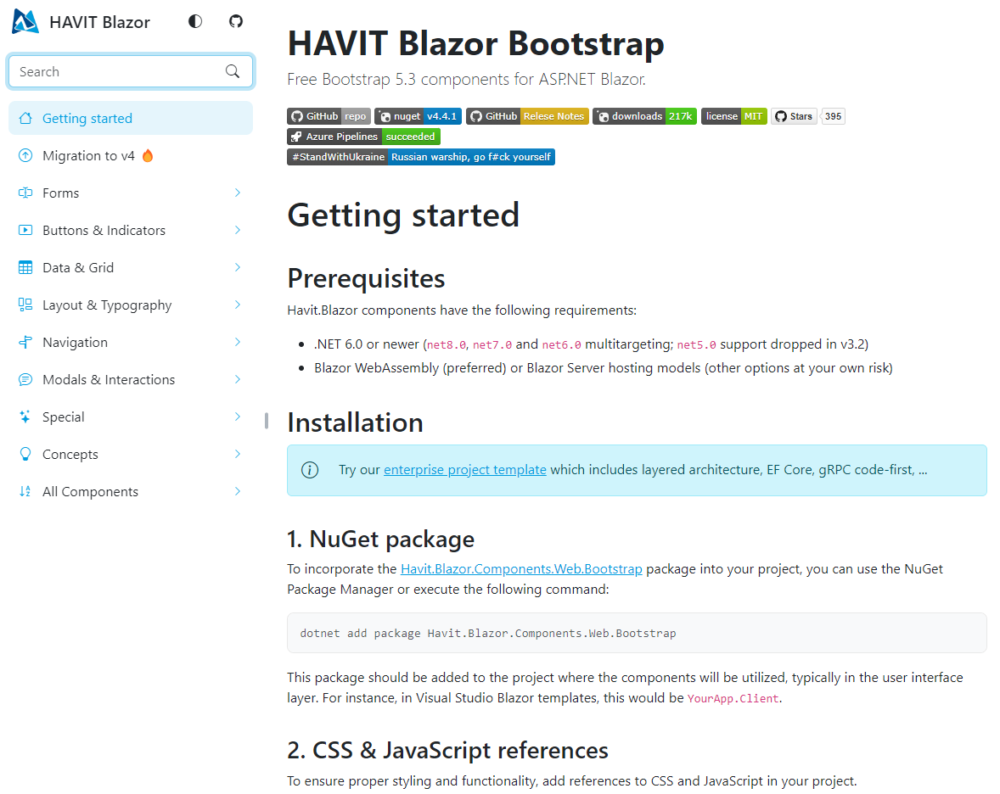 HAVIT Blazor
Search
Getting started
Migration to v4
Forms
Buttons & Indicators
Data & Grid
Layout & Typography
Navigation
Modals & Interactions
Special
Concepts
All Components
HAVIT Blazor Bootstrap
Free Bootstrap 5.3 components for ASP.NET Blazor.
GitHub repo nuget v4.4.1 GitHub Relese Notes downloads 217k license MIT Stars 395
Azure Pipelines succeeded
#StandWithUkraine Russian warship, go f#ck yourself
Getting started
Prerequisites
Havit.Blazor components have the following requirements:
• .NET 6.0 or newer (net8.0, net7.0 and net6.0 multitargeting; net5.0 support dropped in v3.2)
• Blazor WebAssembly (preferred) or Blazor Server hosting models (other options at your own risk)
Installation
Try our enterprise project template which includes layered architecture, EF Core, gRPC code-first, ...
1. NuGet package
To incorporate the Havit.Blazor.Components.Web.Bootstrap package into your project, you can use the NuGet
Package Manager or execute the following command:
dotnet add package Havit.Blazor.Components.Web.Bootstrap
This package should be added to the project where the components will be utilized, typically in the user interface
layer. For instance, in Visual Studio Blazor templates, this would be YourApp.Client.
2. CSS & JavaScript references
To ensure proper styling and functionality, add references to CSS and JavaScript in your project.